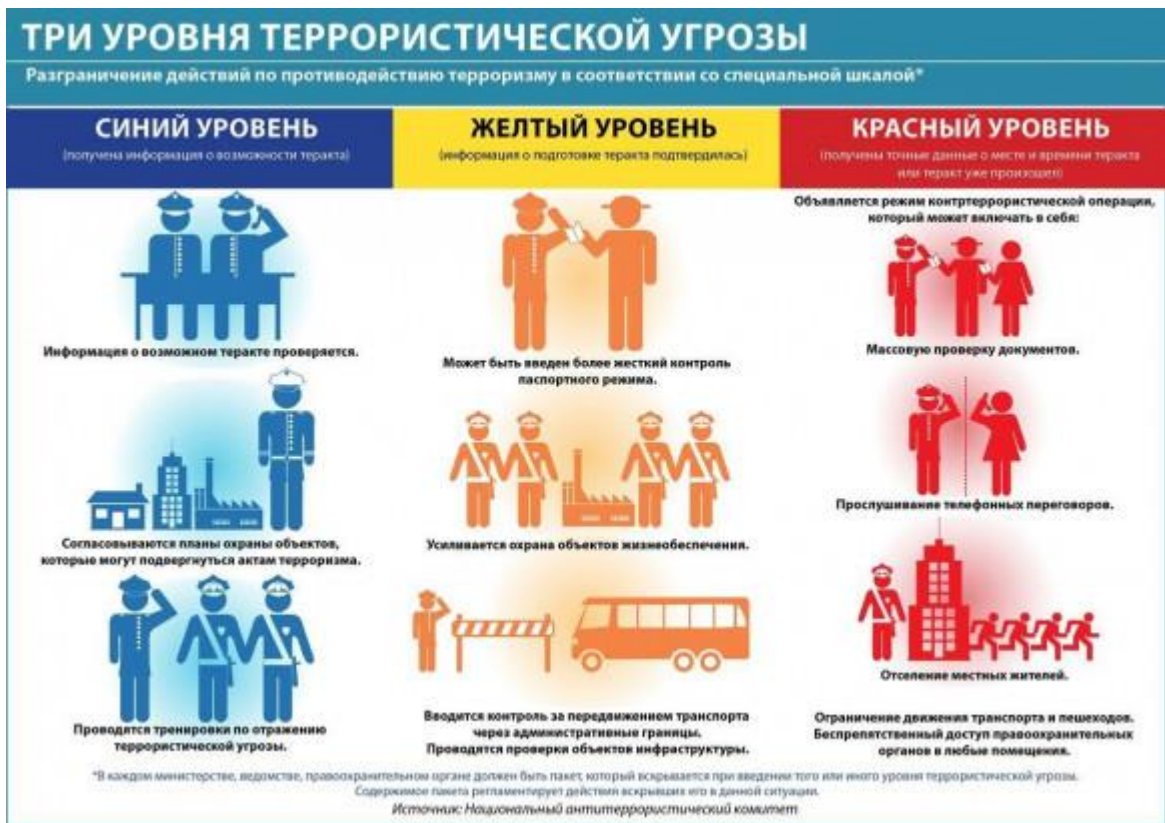 ТРИ УРОВНЯ ТЕРРОРИСТИЧЕСКОЙ УГРОЗЫ
Разграничение действий по противодействию терроризму в соответствии со специальной шкалой*
СИНИЙ УРОВЕНЬ
(получена информация о возможности теракта)
Информация о возможном теракте проверяется.
Согласовываются планы охраны объектов,
которые могут подвергнуться актам терроризма.
Проводятся тренировки по отражению
террористической угрозы.
ЖЕЛТЫЙ УРОВЕНЬ
(информация о подготовке теракта подтвердилась)
Может быть введен более жесткий контроль
паспортного режима.
Усиливается охрана объектов жизнеобеспечения.
Вводится контроль за передвижением транспорта
через административные границы.
Проводятся проверки объектов инфраструктуры.
КРАСНЫЙ УРОВЕНЬ
(получены точные данные о месте и времени теракта
или теракт уже произошел)
Объявляется режим контртеррористической операции,
который может включать в себя:
Массовую проверку документов.
Прослушивание телефонных переговоров.
Отселение местных жителей.
Ограничение движения транспорта и пешеходов.
Беспрепятственный доступ правоохранительных
органов в любые помещения.
*В каждом министерстве, ведомстве, правоохранительном органе должен быть пакет, который вскрывается при введении того или иного уровня террористической угрозы.
Содержимое пакета регламентирует действия вскрывших его в данной ситуации.
Источник: Национальный антитеррористический комитет